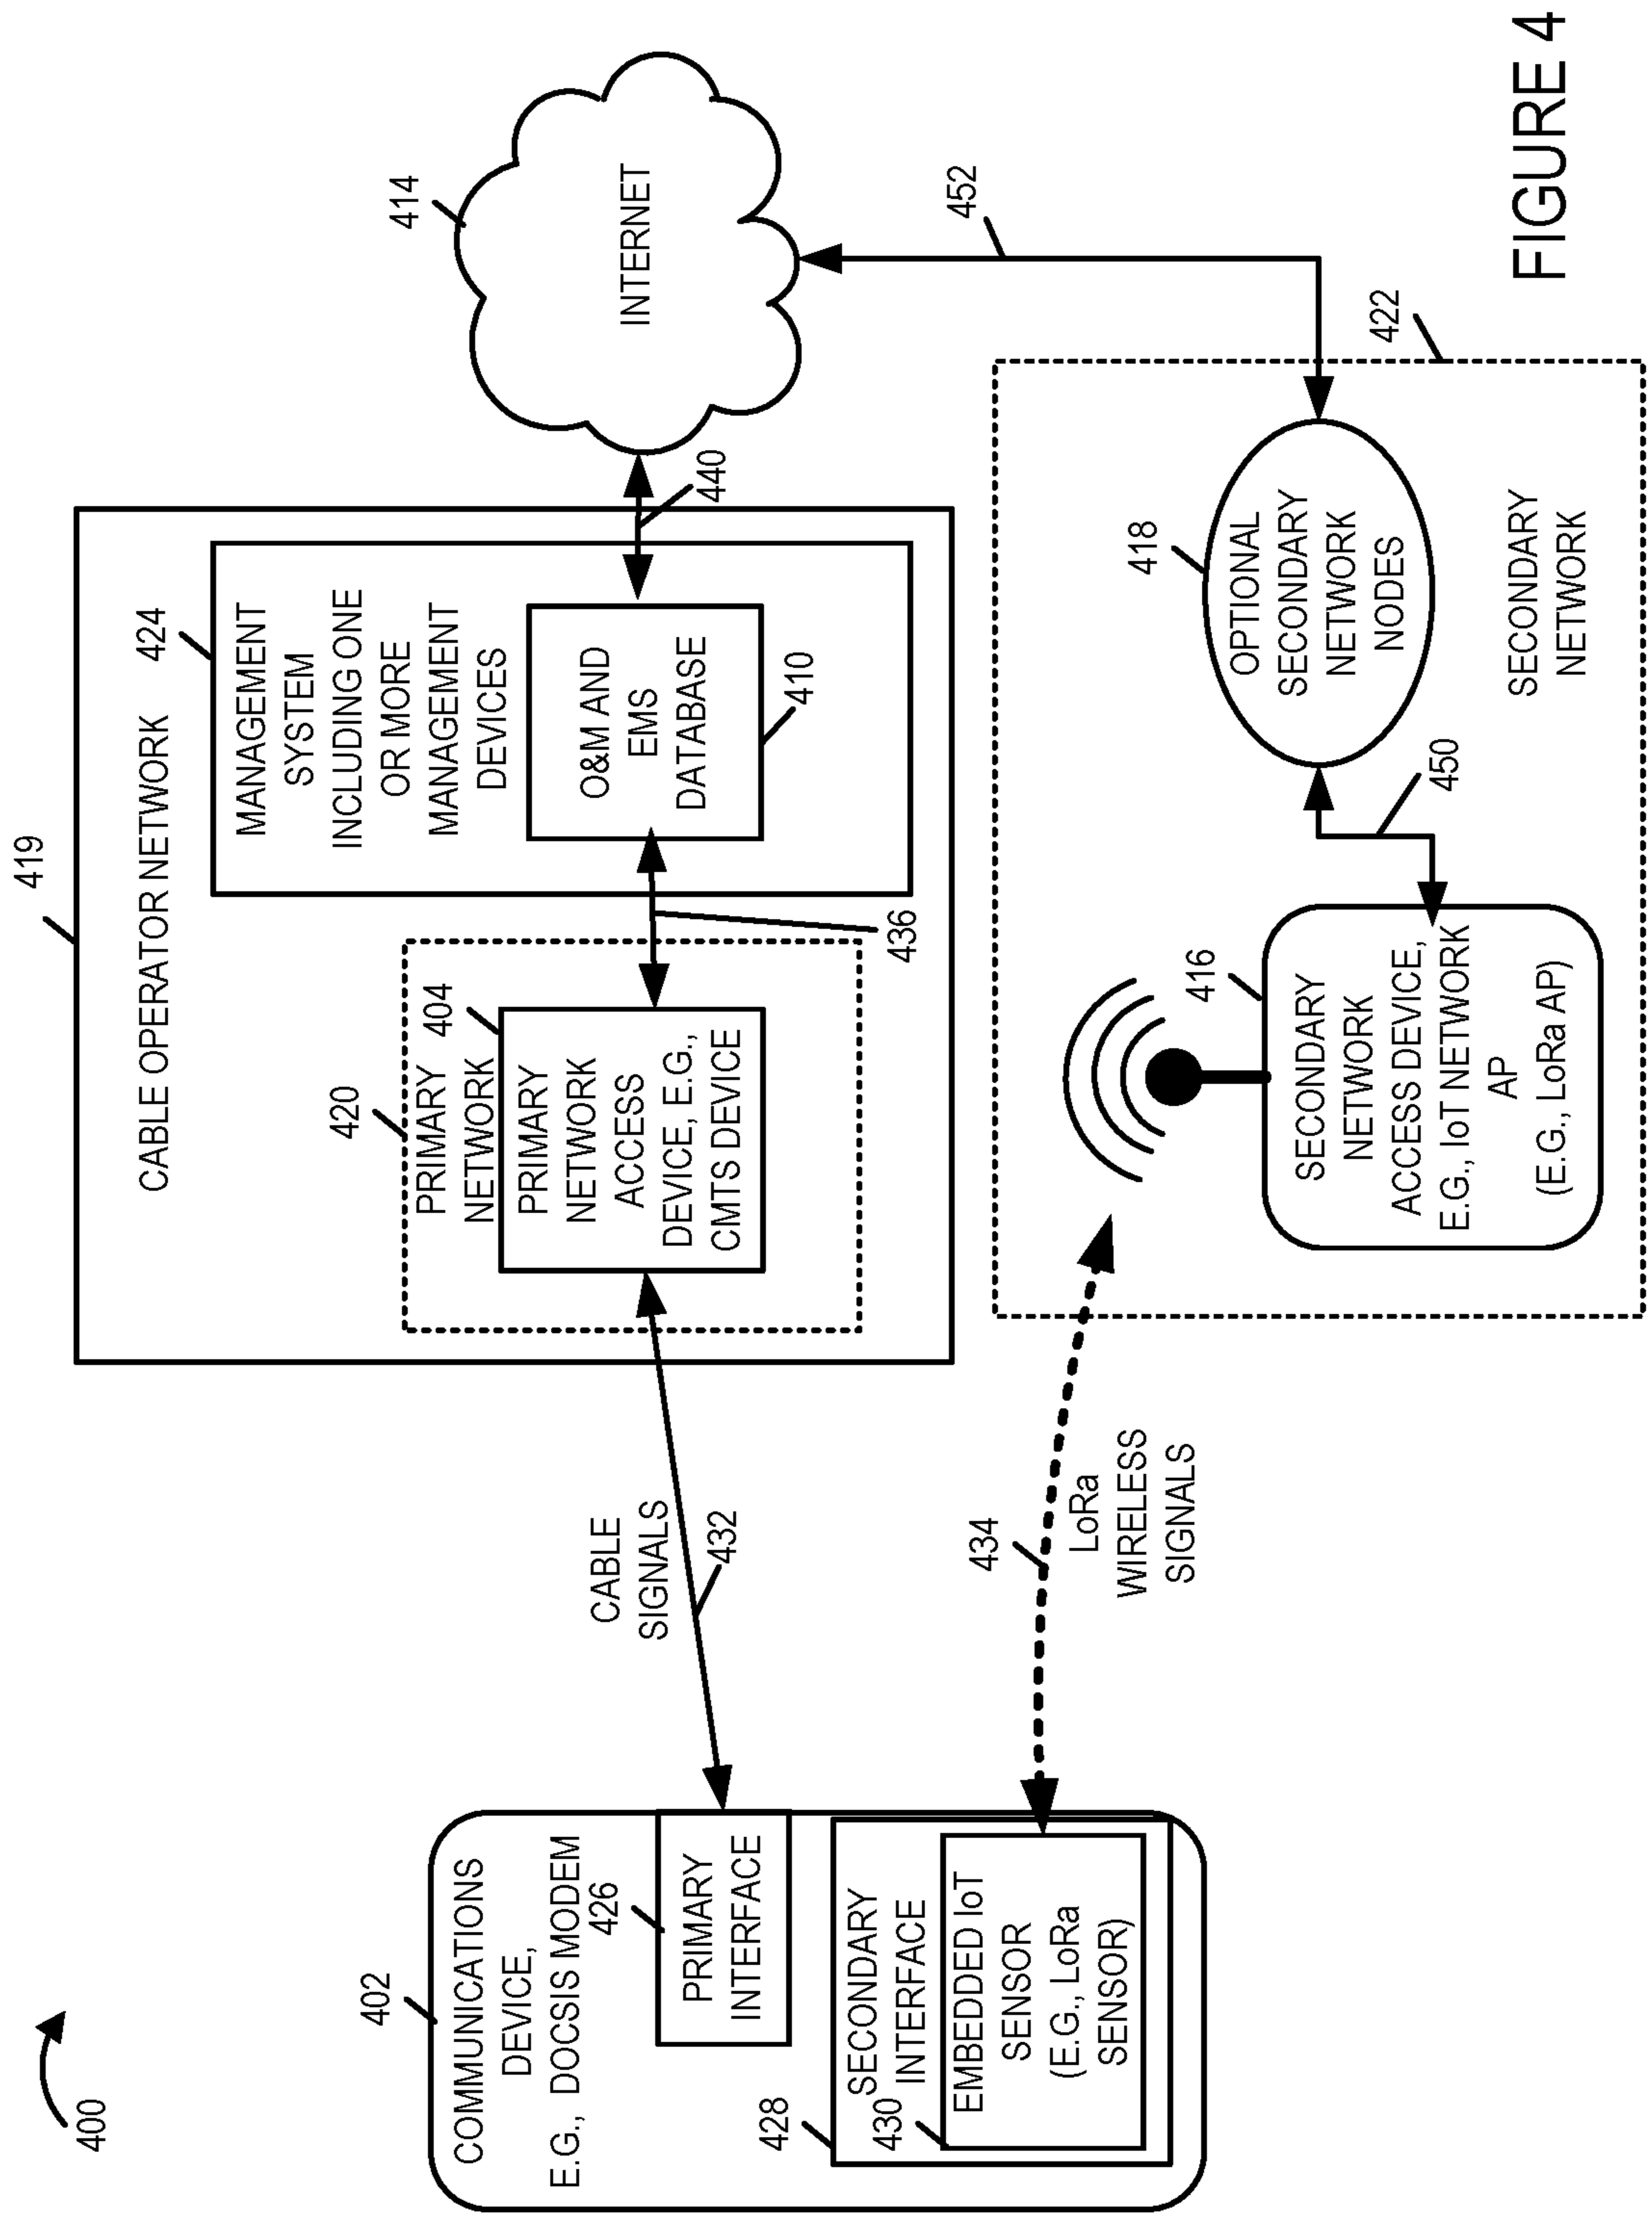 400
402
COMMUNICATIONS
DEVICE,
E.G., DOCSIS MODEM
426
PRIMARY
INTERFACE
428
SECONDARY
INTERFACE
430
EMBEDDED IoT
SENSOR
(E.G., LoRa
SENSOR)
CABLE
SIGNALS
432
434
LoRa
WIRELESS
SIGNALS
419
CABLE OPERATOR NETWORK
420
PRIMARY
NETWORK
404
PRIMARY
NETWORK
ACCESS
DEVICE, E.G.,
CMTS DEVICE
436
424
MANAGEMENT
SYSTEM
INCLUDING ONE
OR MORE
MANAGEMENT
DEVICES
O&M AND
EMS
DATABASE
410
440
414
INTERNET
452
416
SECONDARY
NETWORK
ACCESS DEVICE,
E.G., IoT NETWORK
AP
(E.G., LoRa AP)
450
418
OPTIONAL
SECONDARY
NETWORK
NODES
SECONDARY
NETWORK
422
FIGURE 4